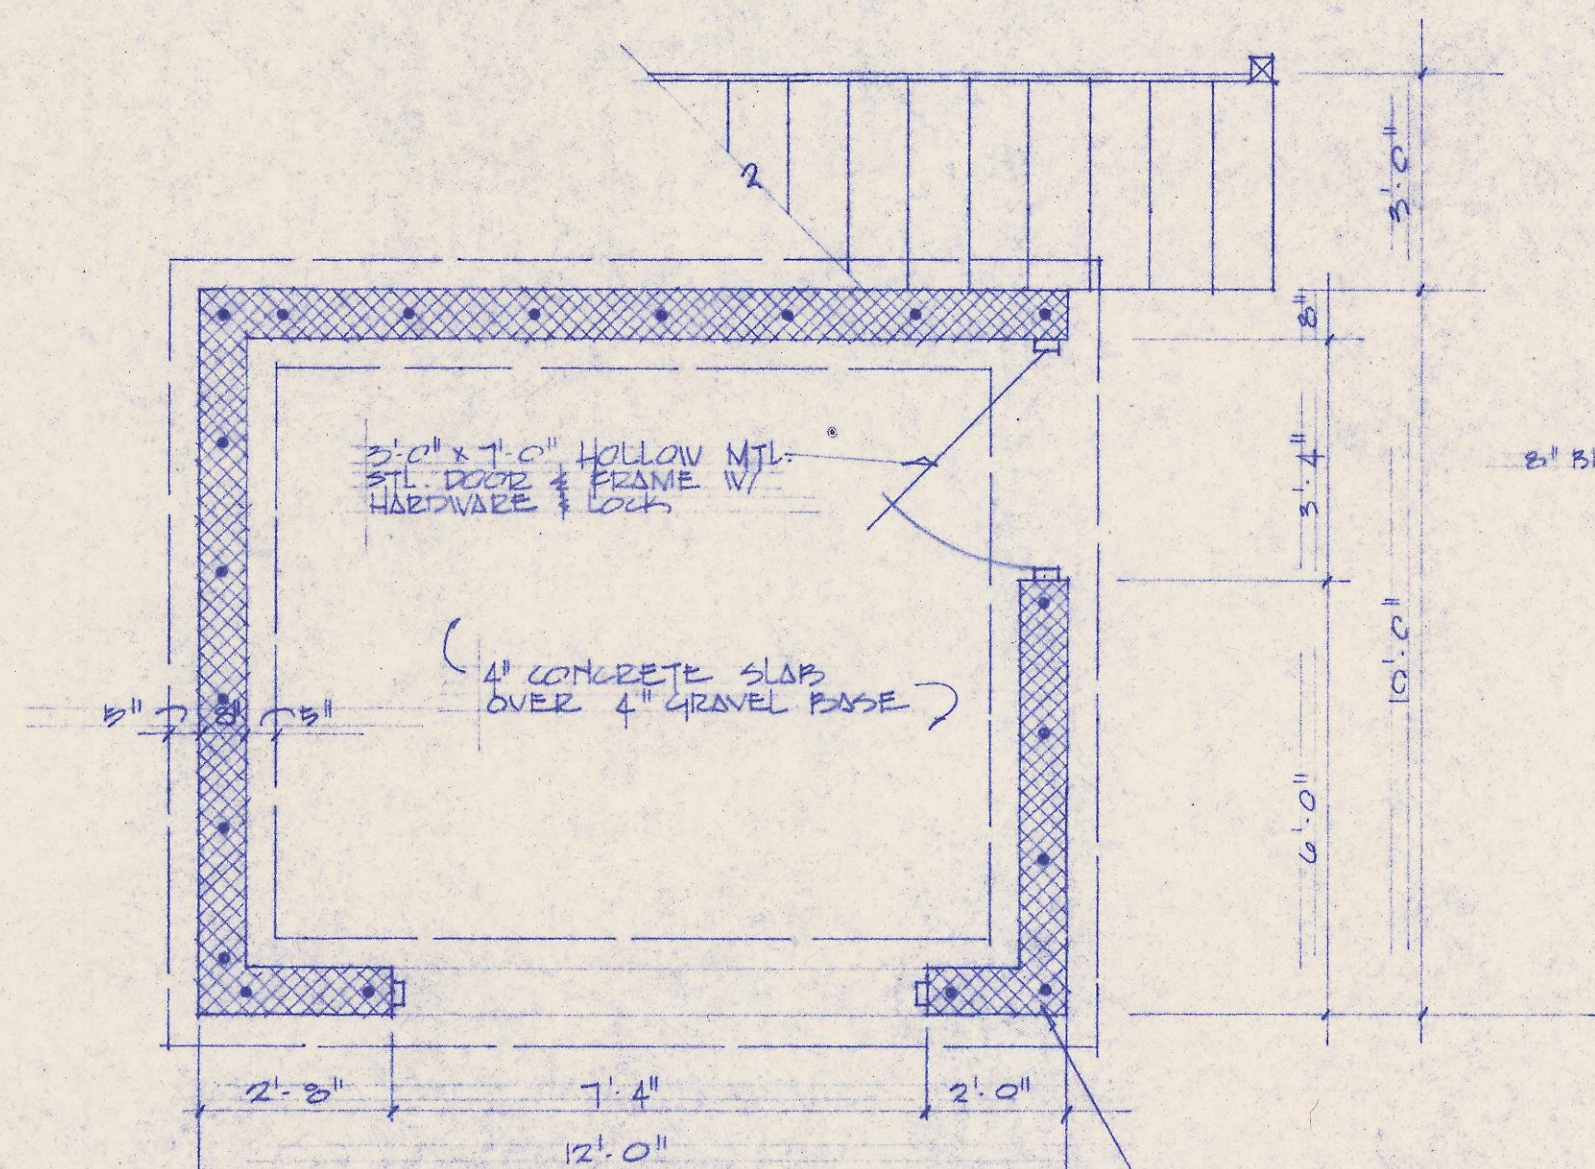 2
3'-0"
8"
3'-0" x 7'-0" HOLLOW MTL.
STL. DOOR & FRAME W/
HARDWARE & LOCK
3'-4"
8"
4" CONCRETE SLAB
OVER 4" GRAVEL BASE
10'-0"
5" 8" 5"
6'-0"
2'-8" 7'-4" 2'-0"
12'-0"